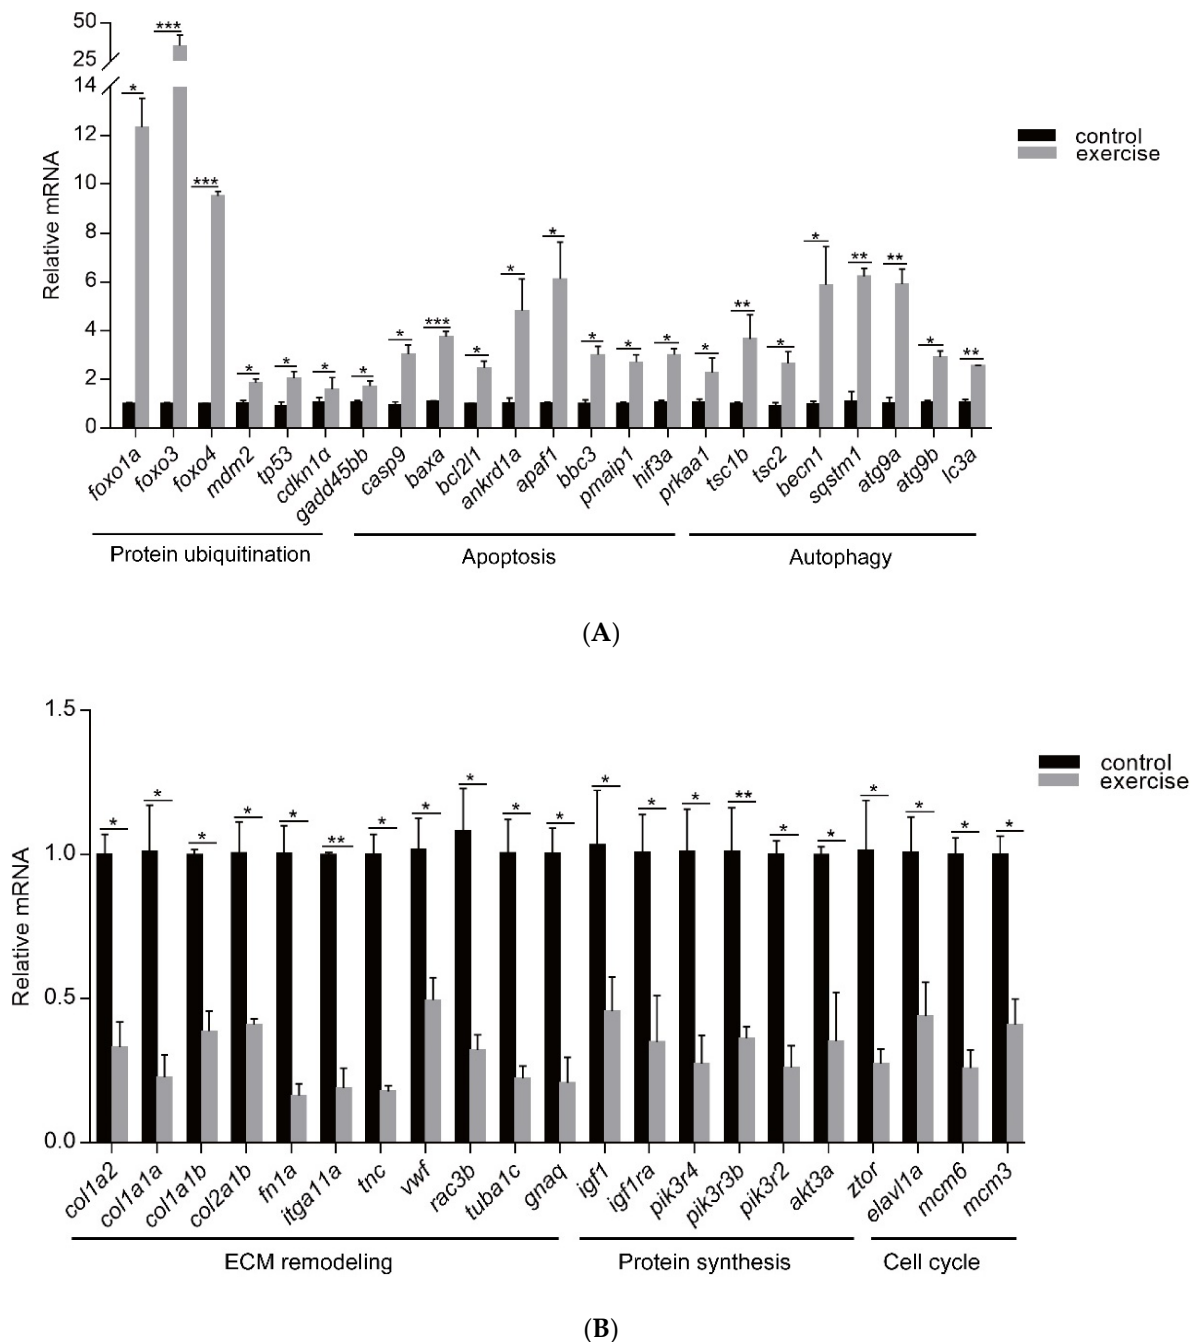 50
25
14
12
10
8
6
4
2
0
Relative mRNA
*** * *** * * * * * *** * * * * * * * ** * * ** ** * **
control
exercise
foxo1a foxo3 foxo4 mdm2 tp53 cdkn1α gadd45bb casp9 baxa bcl2l1 ankrd1a apaf1 bbc3 pmaip1 hif3a prkaa1 tsc1b tsc2 becn1 sqstm1 atg9a atg9b lc3a
Protein ubiquitination Apoptosis Autophagy
(A)
1.5
1.0
0.5
0.0
Relative mRNA
* * * * * ** * * * * * * * * ** * * * * * *
control
exercise
col1a2 col1a1a col1a1b col2a1b fn1a itga11a tnc vwf rac3b tuba1c gnaq igf1 igf1ra pik3r4 pik3r3b pik3r2 akt3a ztor elavl1a mcm6 mcm3
ECM remodeling Protein synthesis Cell cycle
(B)